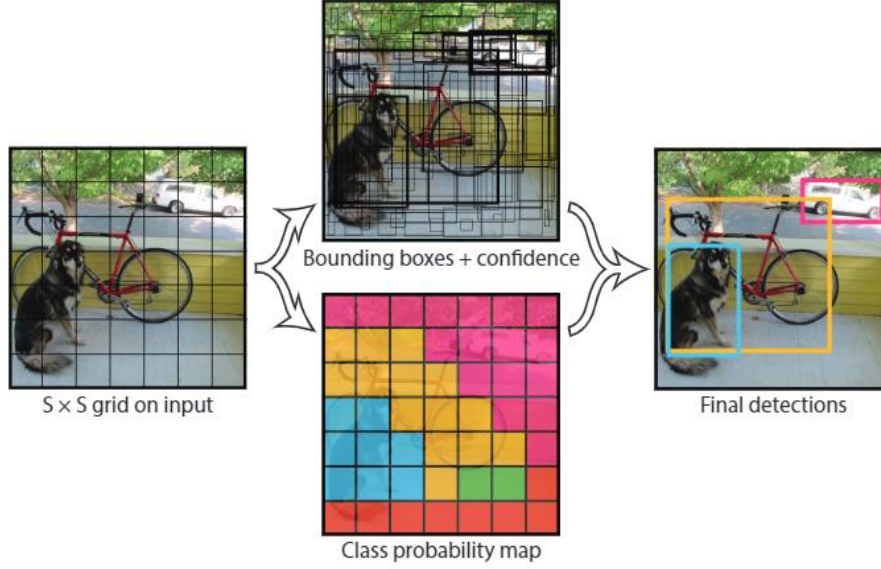 Bounding boxes + confidence
S × S grid on input
Final detections
Class probability map